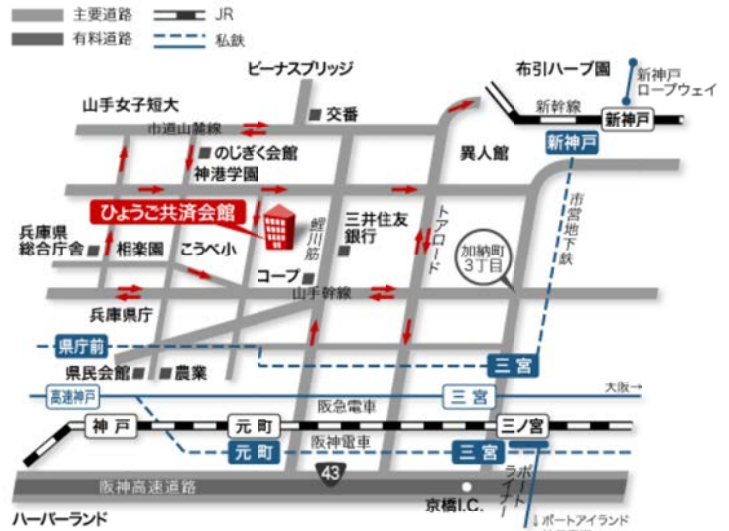 主要道路
JR
有料道路
私鉄
ビーナスブリッジ
布引ハーブ園
新神戸
ロープウェイ
山手女子短大
交番
新幹線
新神戸
市道山麓線
新神戸
のじぎく会館
異人館
神港学園
ひょうご共済会館
鯉川筋
三井住友
銀行
トアロード
市営地下鉄
兵庫県
総合庁舎
相楽園
こうべ小
加納町
3丁目
コープ
山手幹線
兵庫県庁
県庁前
三宮
県民会館
農業
大阪→
高速神戸
三宮
阪急電車
神戸
元町
三ノ宮
阪神電車
元町
三宮
43
ポート
ライナー
阪神高速道路
京橋I.C.
ハーバーランド
↓ポートアイランド